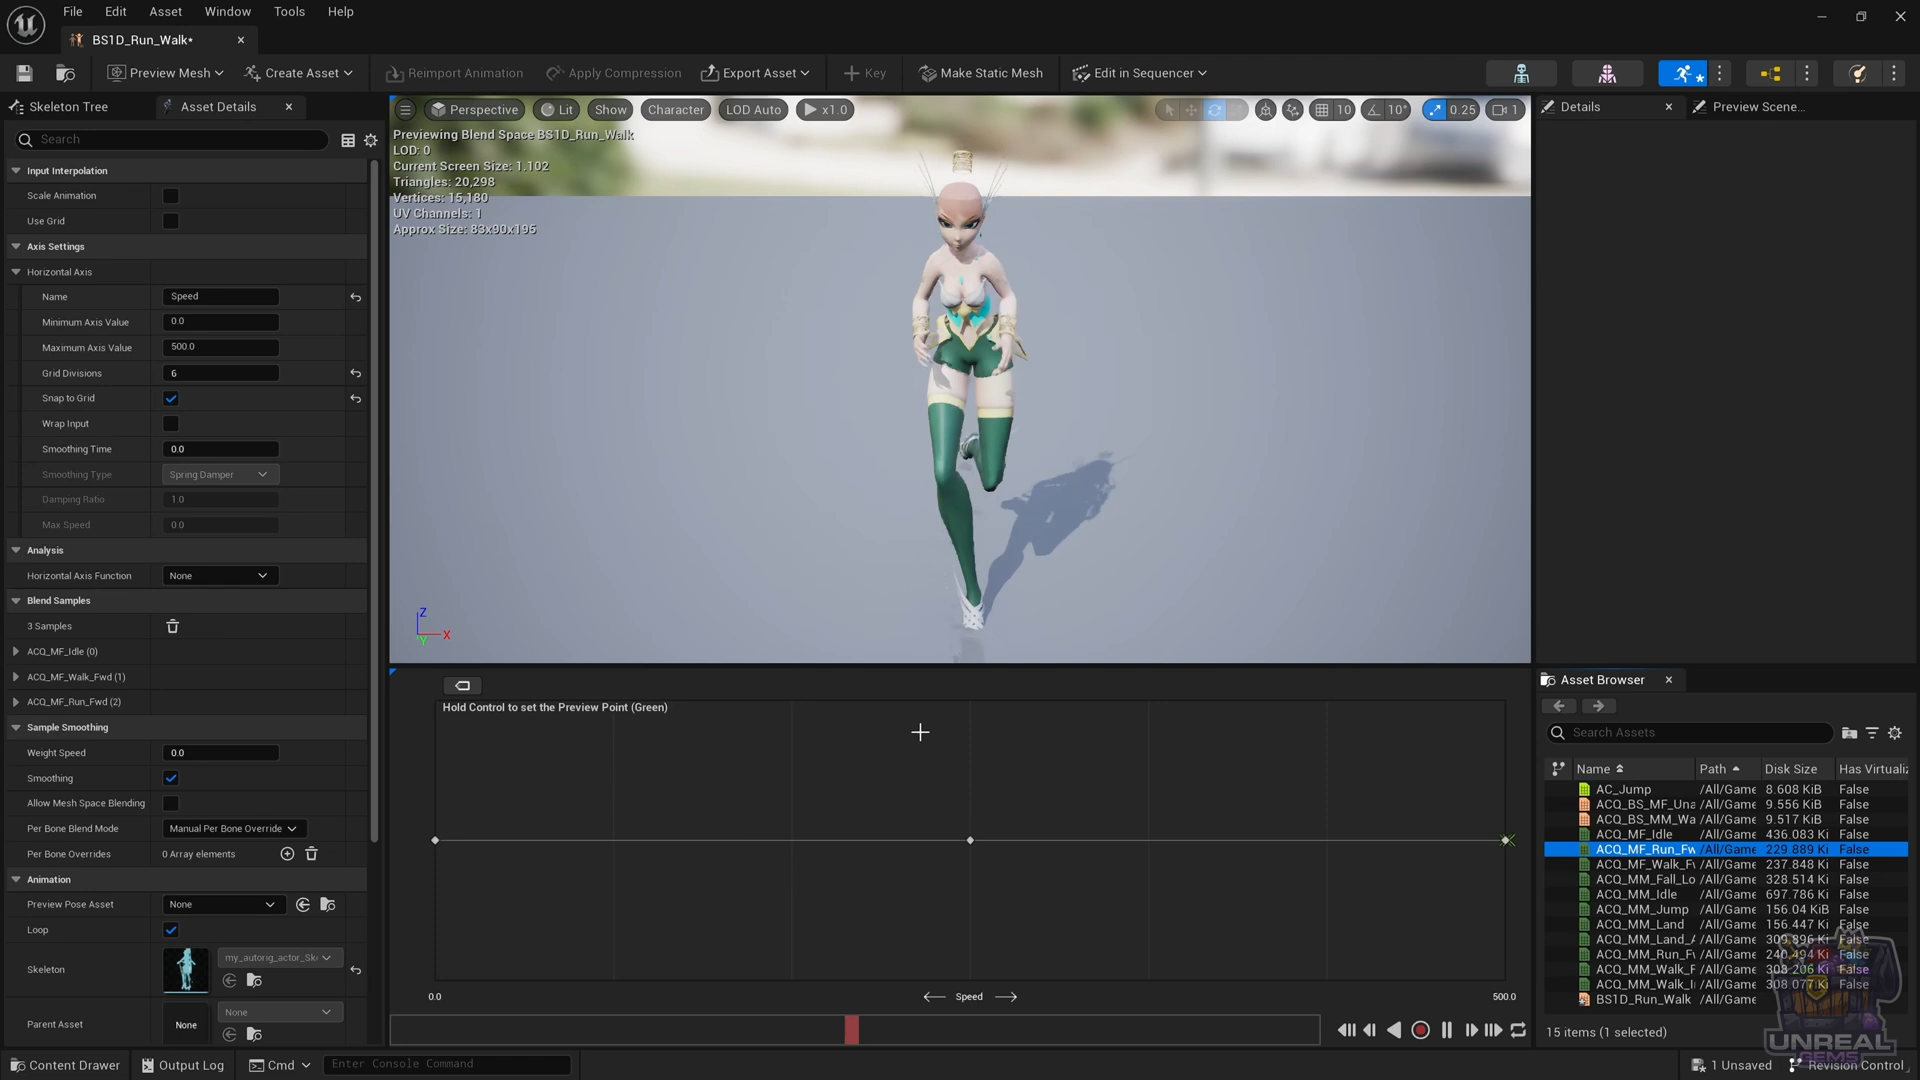 File Edit Asset Window Tools Help
BS1D_Run_Walk*
Preview Mesh Create Asset Reimport Animation Apply Compression Export Asset Key Make Static Mesh Edit in Sequencer
Skeleton Tree Asset Details
Search
Input Interpolation
Scale Animation
Use Grid
Axis Settings
Horizontal Axis
Name Speed
Minimum Axis Value 0.0
Maximum Axis Value 500.0
Grid Divisions 6
Snap to Grid
Wrap Input
Smoothing Time 0.0
Smoothing Type Spring Damper
Damping Ratio 1.0
Max Speed 0.0
Analysis
Horizontal Axis Function None
Blend Samples
3 Samples
ACQ_MF_Idle (0)
ACQ_MF_Walk_Fwd (1)
ACQ_MF_Run_Fwd (2)
Sample Smoothing
Weight Speed 0.0
Smoothing
Allow Mesh Space Blending
Per Bone Blend Mode Manual Per Bone Override
Per Bone Overrides 0 Array elements
Animation
Preview Pose Asset None
Loop
Skeleton my_autorig_actor_Ske
None
Parent Asset None
Perspective Lit Show Character LOD Auto x1.0 10 10° 0.25 1
Previewing Blend Space BS1D_Run_Walk
LOD: 0
Current Screen Size: 1.102
Triangles: 20,298
Vertices: 15,180
UV Channels: 1
Approx Size: 83x90x195
Z
X
Y
Hold Control to set the Preview Point (Green)
0.0 Speed 500.0
Details Preview Scene...
Asset Browser
Search Assets
Name Path Disk Size Has Virtualiz
AC_Jump /All/Game 8.608 KiB False
ACQ_BS_MF_Una /All/Game 9.556 KiB False
ACQ_BS_MM_Wa /All/Game 9.517 KiB False
ACQ_MF_Idle /All/Game 436.083 Ki False
ACQ_MF_Run_Fw /All/Game 229.889 Ki False
ACQ_MF_Walk_F /All/Game 237.848 Ki False
ACQ_MM_Fall_Lo /All/Game 328.514 Ki False
ACQ_MM_Idle /All/Game 697.786 Ki False
ACQ_MM_Jump /All/Game 156.04 KiB False
ACQ_MM_Land /All/Game 156.447 Ki False
ACQ_MM_Land_A /All/Game 309.896 Ki False
ACQ_MM_Run_F /All/Game 240.494 Ki False
ACQ_MM_Walk_F /All/Game 308.206 Ki False
ACQ_MM_Walk_I /All/Game 308.077 Ki False
BS1D_Run_Walk /All/Game
15 items (1 selected)
UNREAL
GEMS
Content Drawer Output Log Cmd Enter Console Command 1 Unsaved Revision Control